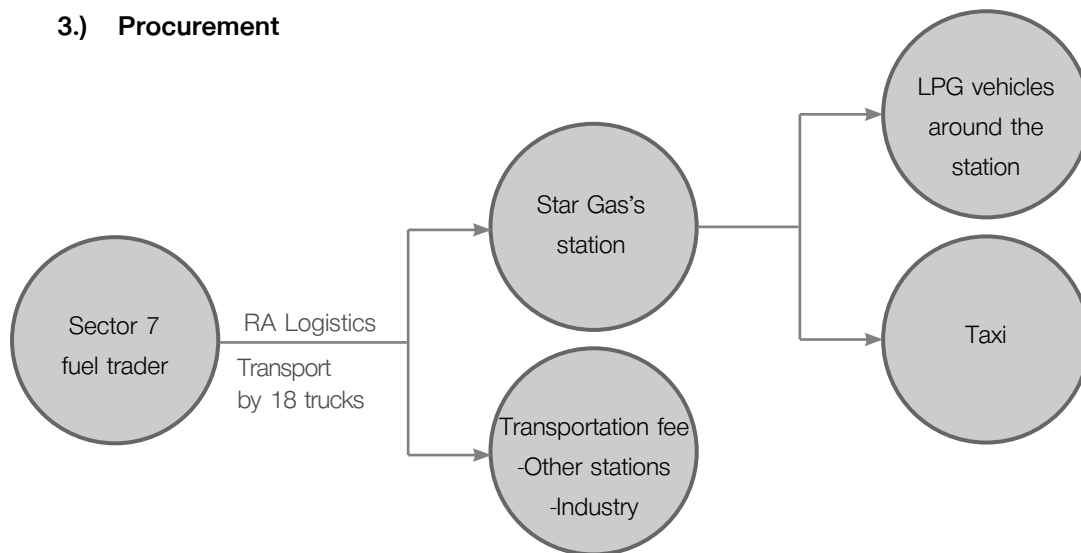 3.) Procurement
LPG vehicles
around the
station
Star Gas's
station
Sector 7
fuel trader
RA Logistics
Transport
by 18 trucks
Taxi
Transportation fee
-Other stations
-Industry